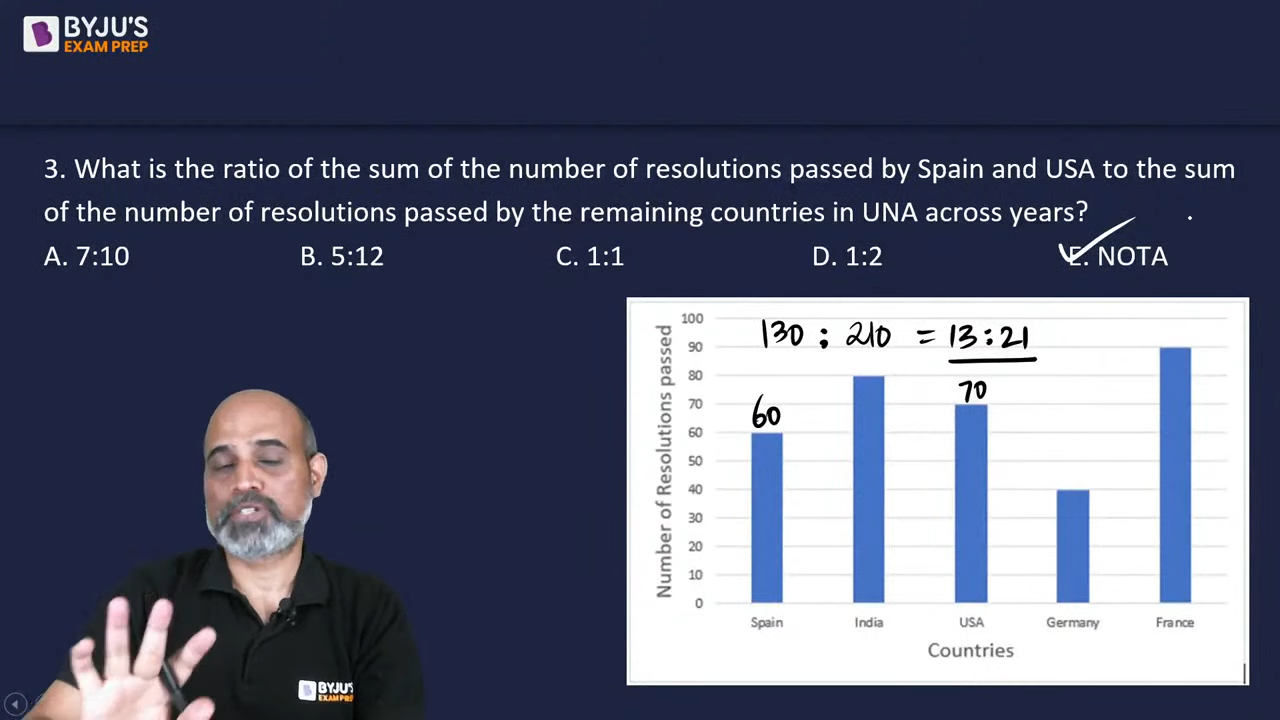 BYJU'S
EXAM PREP
3. What is the ratio of the sum of the number of resolutions passed by Spain and USA to the sum
of the number of resolutions passed by the remaining countries in UNA across years?
A. 7:10
B. 5:12
C. 1:1
D. 1:2
E. NOTA
130 : 210 = 13:21
Number of Resolutions passed
100
90
80
70
60
50
40
30
20
10
0
60
70
Spain
India
USA
Germany
France
Countries
BYJU'S
EXAM PREP